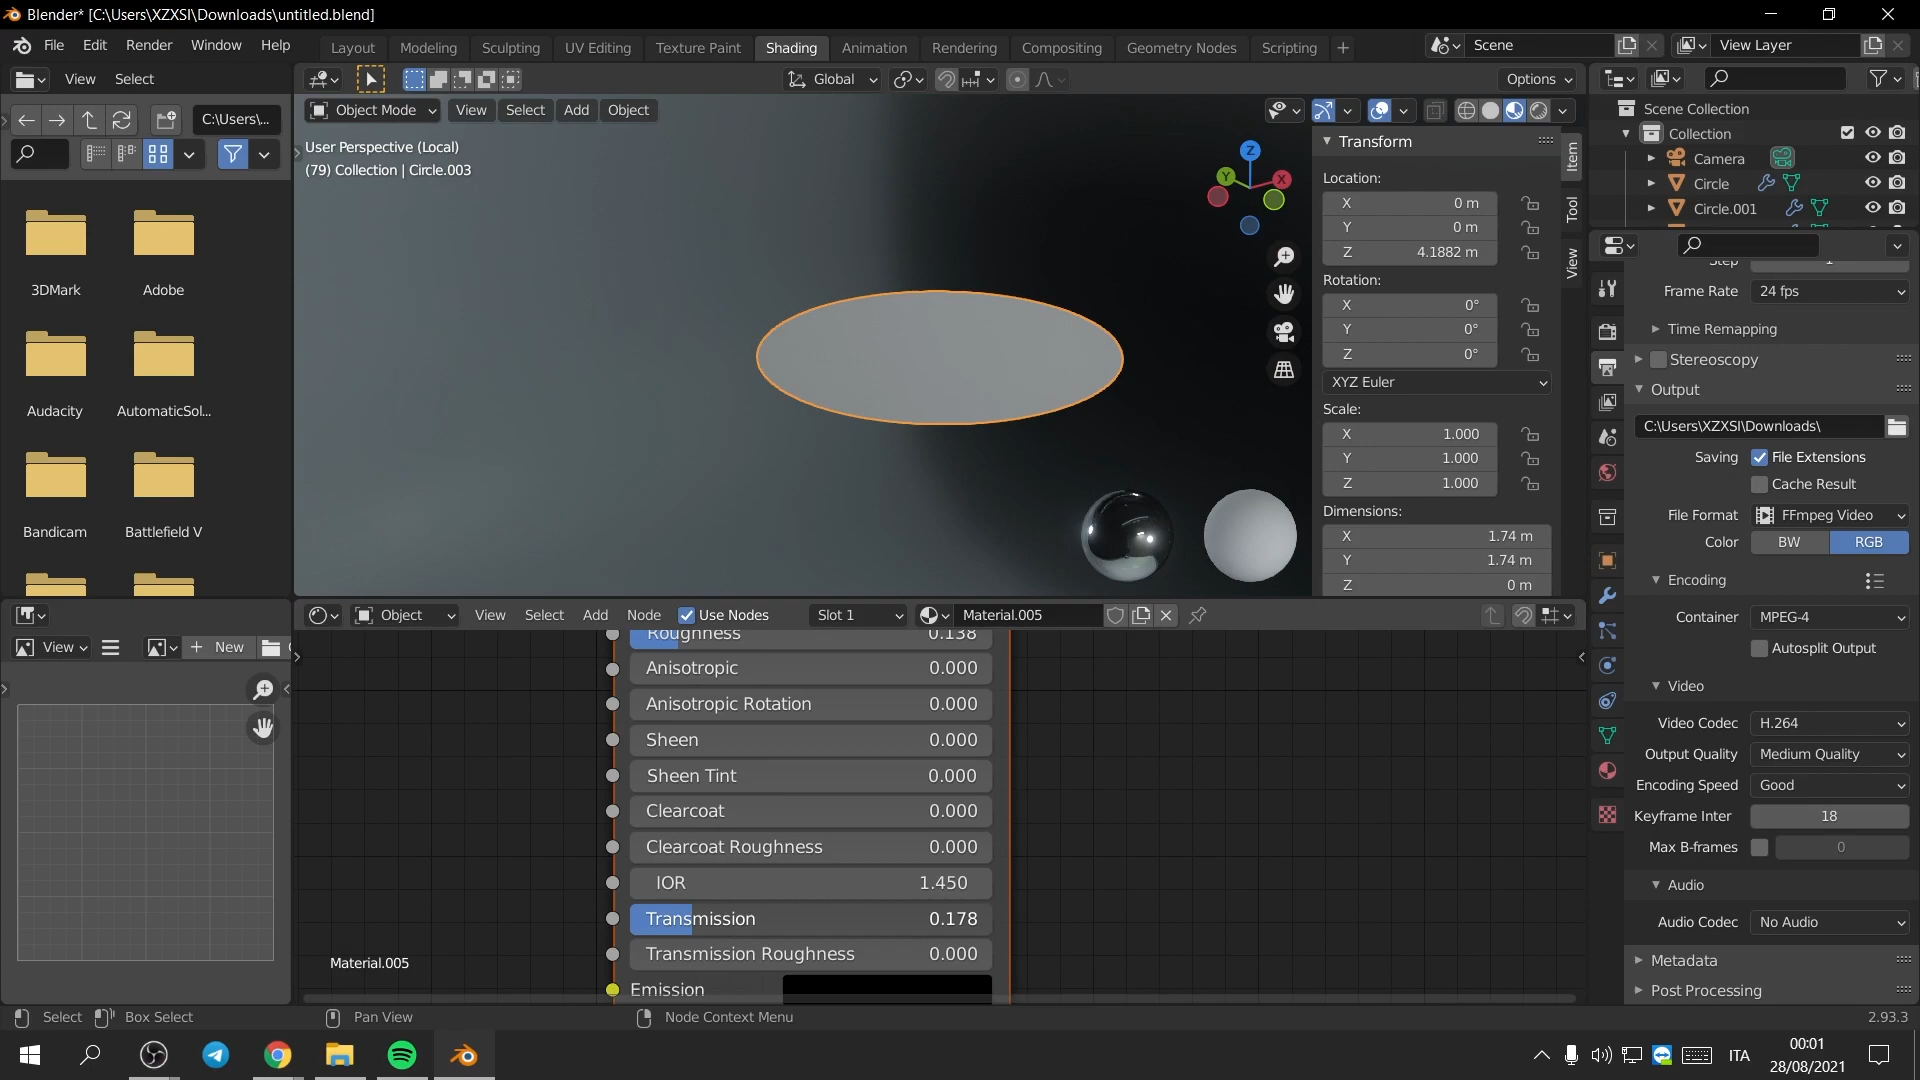 Blender* [C:\Users\XZXSI\Downloads\untitled.blend]
File Edit Render Window Help
Layout Modeling Sculpting UV Editing Texture Paint Shading Animation Rendering Compositing Geometry Nodes Scripting +
Scene
View Layer
View Select
Global
Options
C:\Users\...
Object Mode View Select Add Object
User Perspective (Local)
(79) Collection | Circle.003
Z
Y
X
3DMark
Adobe
Audacity
AutomaticSol...
Bandicam
Battlefield V
Transform
Location:
X 0 m
Y 0 m
Z 4.1882 m
Rotation:
X 0°
Y 0°
Z 0°
XYZ Euler
Scale:
X 1.000
Y 1.000
Z 1.000
Dimensions:
X 1.74 m
Y 1.74 m
Z 0 m
Item
Tool
View
Scene Collection
Collection
Camera
Circle
Circle.001
Step 1
Frame Rate 24 fps
Time Remapping
Stereoscopy
Output
C:\Users\XZXSI\Downloads\
Saving File Extensions
Cache Result
File Format FFmpeg Video
Color BW RGB
Encoding
Container MPEG-4
Autosplit Output
Video
Video Codec H.264
Output Quality Medium Quality
Encoding Speed Good
Keyframe Inter 18
Max B-frames 0
Audio
Audio Codec No Audio
Metadata
Post Processing
View
+ New
Object View Select Add Node Use Nodes Slot 1 Material.005
Roughness 0.138
Anisotropic 0.000
Anisotropic Rotation 0.000
Sheen 0.000
Sheen Tint 0.000
Clearcoat 0.000
Clearcoat Roughness 0.000
IOR 1.450
Transmission 0.178
Transmission Roughness 0.000
Emission
Material.005
Select Box Select Pan View Node Context Menu
2.93.3
ITA
00:01
28/08/2021